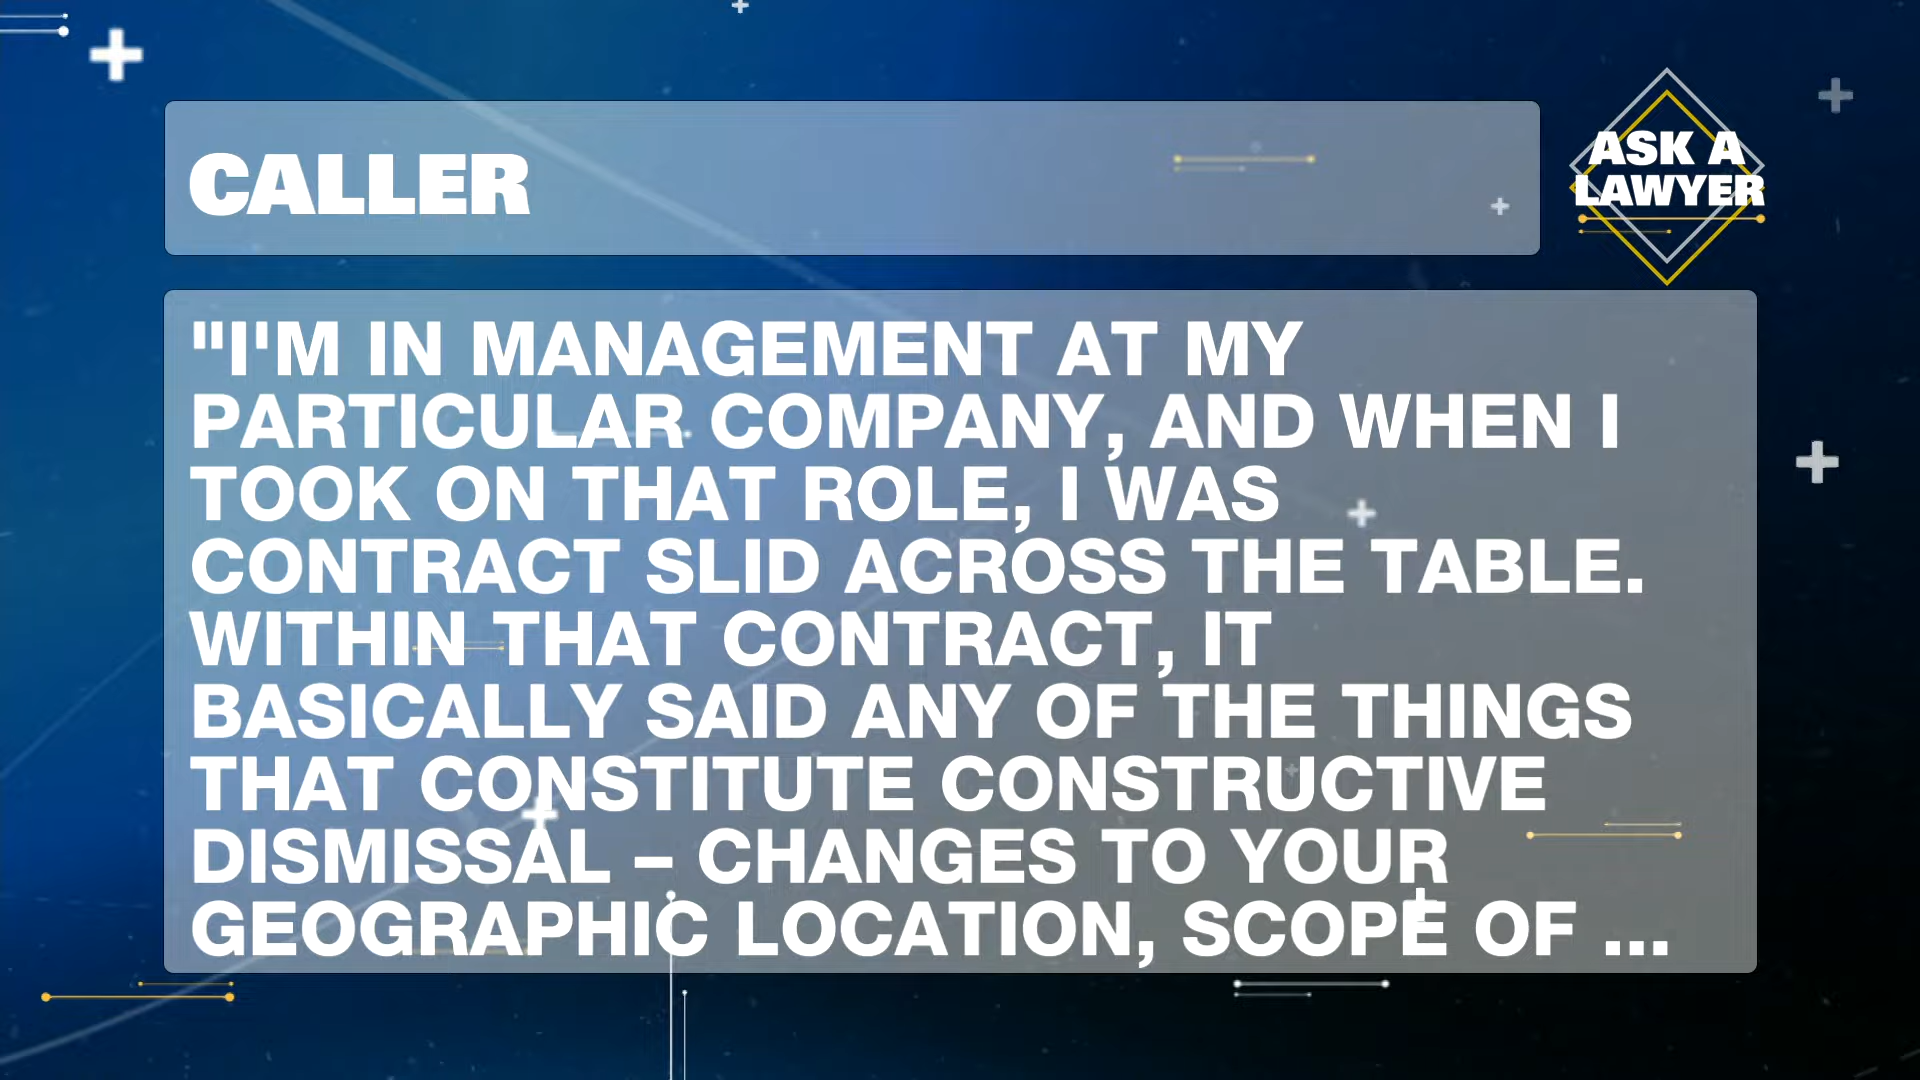 CALLER
ASK A
LAWYER
"I'M IN MANAGEMENT AT MY
PARTICULAR COMPANY, AND WHEN I
TOOK ON THAT ROLE, I WAS
CONTRACT SLID ACROSS THE TABLE.
WITHIN THAT CONTRACT, IT
BASICALLY SAID ANY OF THE THINGS
THAT CONSTITUTE CONSTRUCTIVE
DISMISSAL – CHANGES TO YOUR
GEOGRAPHIC LOCATION, SCOPE OF ...